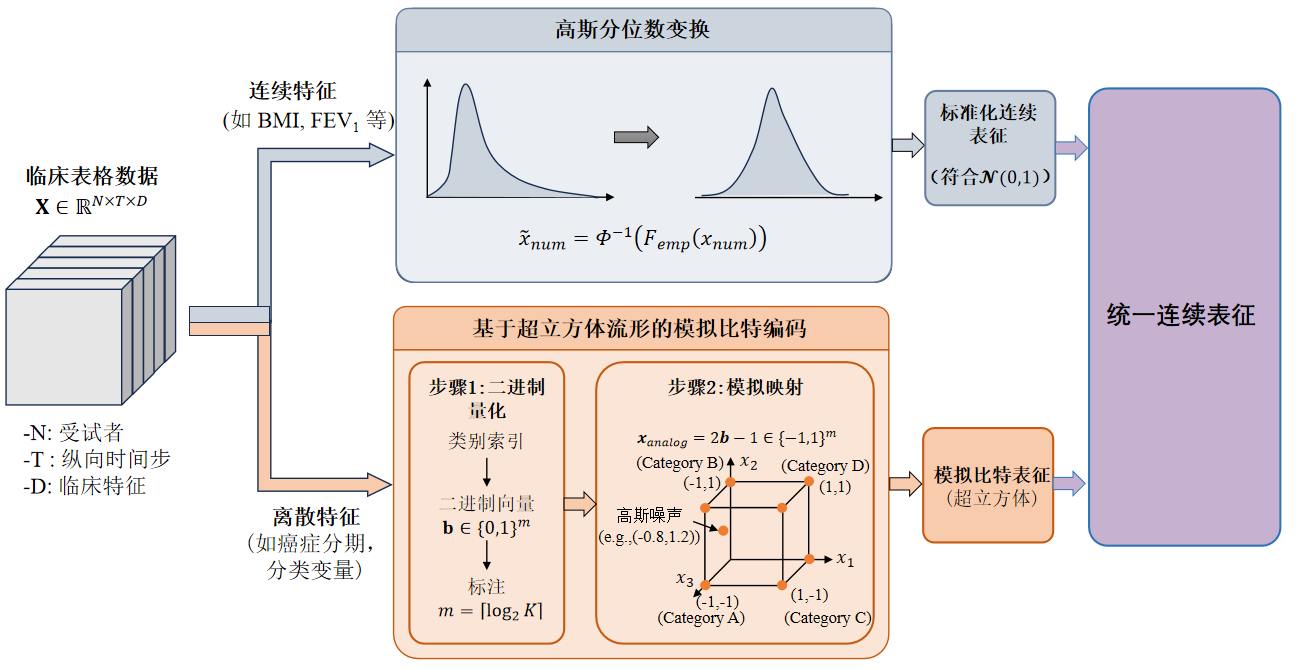 临床表格数据
X ∈ ℝ^{N×T×D}
-N: 受试者
-T : 纵向时间步
-D: 临床特征
连续特征
(如 BMI, FEV₁ 等)
离散特征
(如癌症分期，
分类变量)
高斯分位数变换
x̃_{num} = Φ^{-1}(F_{emp}(x_{num}))
标准化连续
表征
（符合𝒩(0,1)）
基于超立方体流形的模拟比特编码
步骤1:二进制
量化
类别索引
二进制向量
b ∈ {0,1}^m
标注
m = ⌈log₂ K⌉
步骤2:模拟映射
x_{analog} = 2b − 1 ∈ {−1,1}^m
(Category B)
x₂
(Category D)
(-1,1)
(1,1)
高斯噪声
(e.g.,(-0.8,1.2))
x₁
x₃
(-1,-1)
(1,-1)
(Category A)
(Category C)
模拟比特表征
(超立方体)
统一连续表征